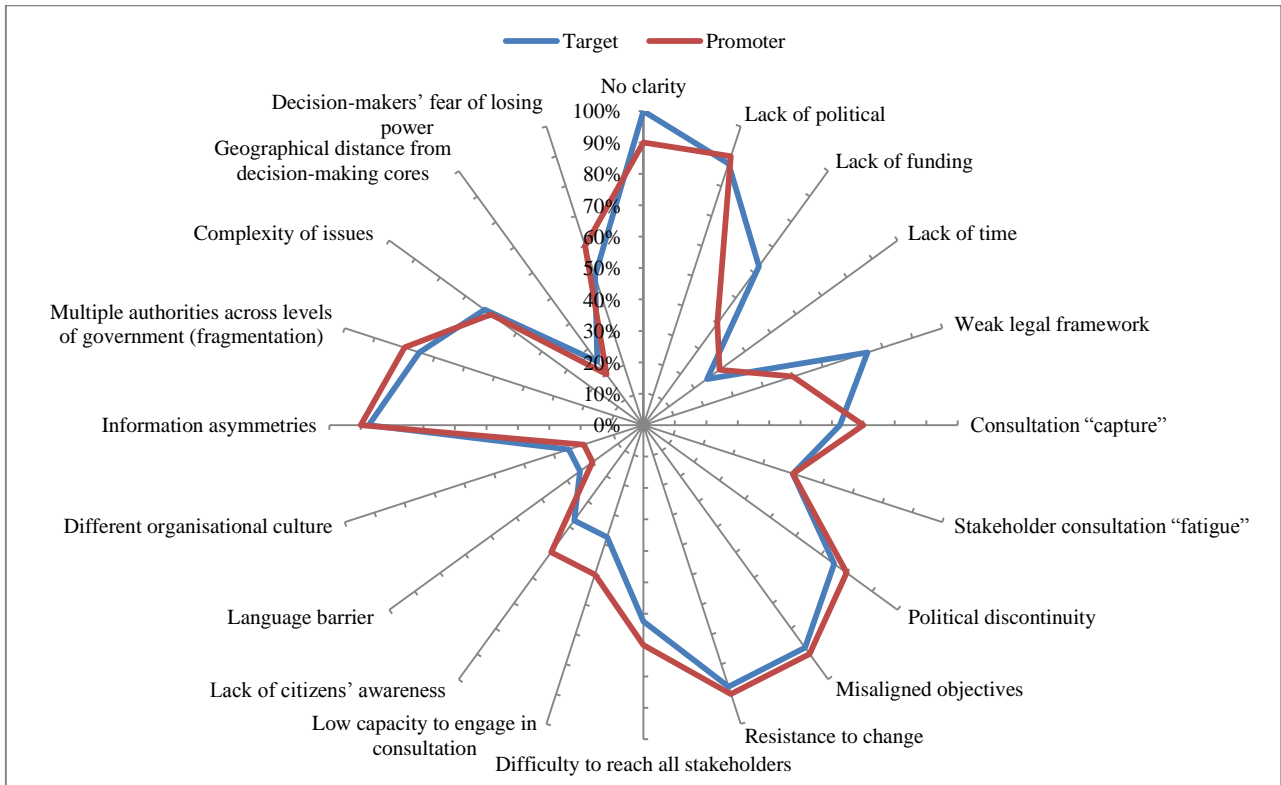 Target
Promoter
No clarity
Decision-makers’ fear of losing
power
Lack of political
Geographical distance from
decision-making cores
Lack of funding
Complexity of issues
Lack of time
Multiple authorities across levels
of government (fragmentation)
Weak legal framework
Information asymmetries
Consultation “capture”
Different organisational culture
Stakeholder consultation “fatigue”
Language barrier
Political discontinuity
Lack of citizens’ awareness
Misaligned objectives
Low capacity to engage in
consultation
Resistance to change
Difficulty to reach all stakeholders
100%
90%
80%
70%
60%
50%
40%
30%
20%
10%
0%